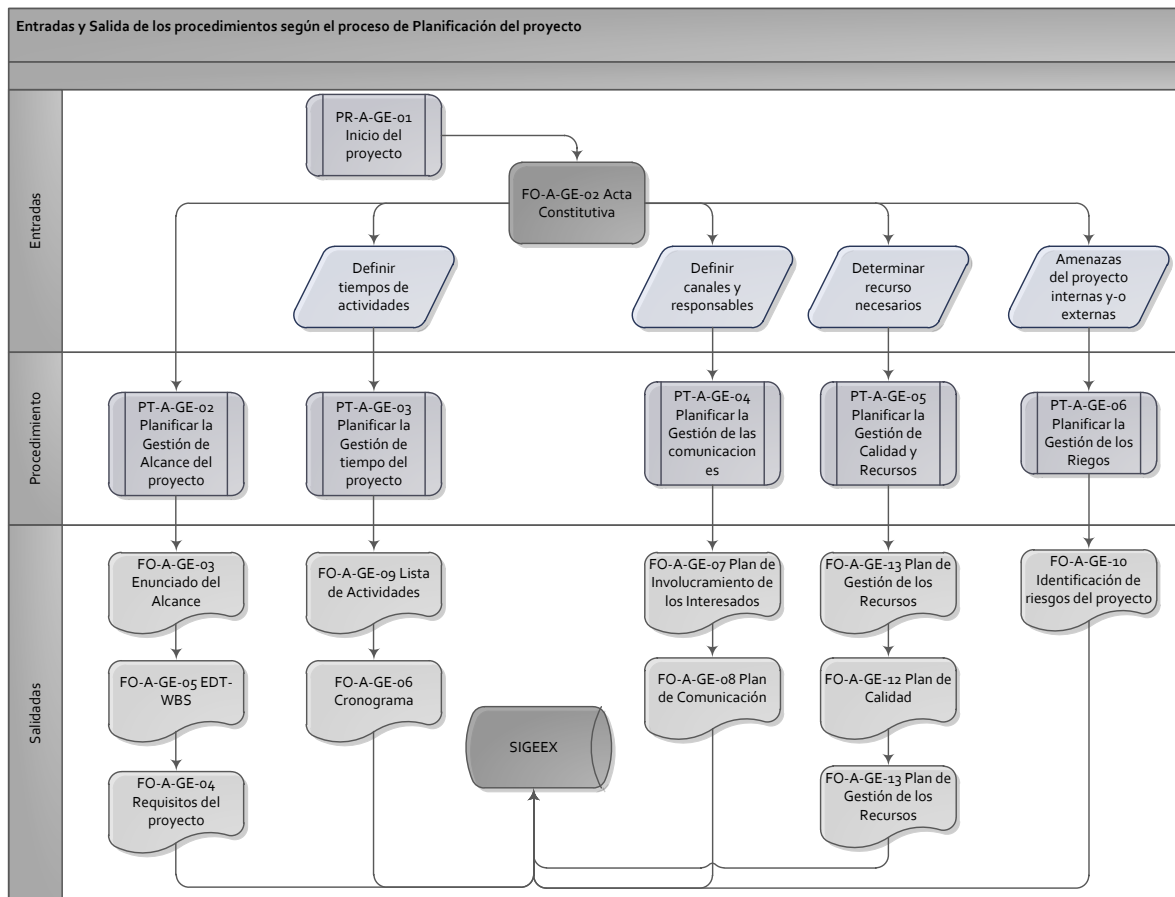 Entradas y Salida de los procedimientos según el proceso de Planificación del proyecto
Entradas
PR-A-GE-01
Inicio del
proyecto
FO-A-GE-02 Acta
Constitutiva
Definir
tiempos de
actividades
Definir
canales y
responsables
Determinar
recurso
necesarios
Amenazas
del proyecto
internas y-o
externas
Procedimiento
PT-A-GE-02
Planificar la
Gestión de
Alcance del
proyecto
PT-A-GE-03
Planificar la
Gestión de
tiempo del
proyecto
PT-A-GE-04
Planificar la
Gestión de las
comunicacion
es
PT-A-GE-05
Planificar la
Gestión de
Calidad y
Recursos
PT-A-GE-06
Planificar la
Gestión de los
Riegos
Salidadas
FO-A-GE-03
Enunciado del
Alcance
FO-A-GE-09 Lista
de Actividades
FO-A-GE-07 Plan de
Involucramiento de
los Interesados
FO-A-GE-13 Plan de
Gestión de los
Recursos
FO-A-GE-10
Identificación de
riesgos del proyecto
FO-A-GE-05 EDT-
WBS
FO-A-GE-06
Cronograma
FO-A-GE-08 Plan
de Comunicación
FO-A-GE-12 Plan de
Calidad
SIGEEX
FO-A-GE-04
Requisitos del
proyecto
FO-A-GE-13 Plan de
Gestión de los
Recursos